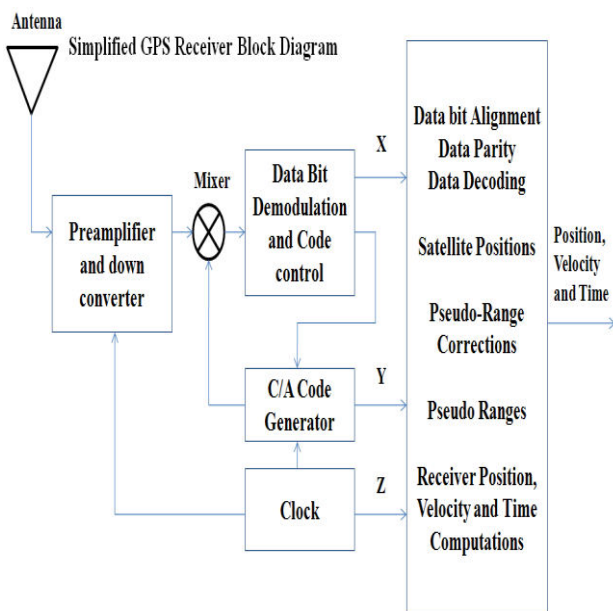 Antenna
Simplified GPS Receiver Block Diagram
Preamplifier
and down
converter
Mixer
Data Bit
Demodulation
and Code
control
X
C/A Code
Generator
Y
Clock
Z
Data bit Alignment
Data Parity
Data Decoding
Satellite Positions
Pseudo-Range
Corrections
Pseudo Ranges
Receiver Position,
Velocity and Time
Computations
Position,
Velocity
and Time